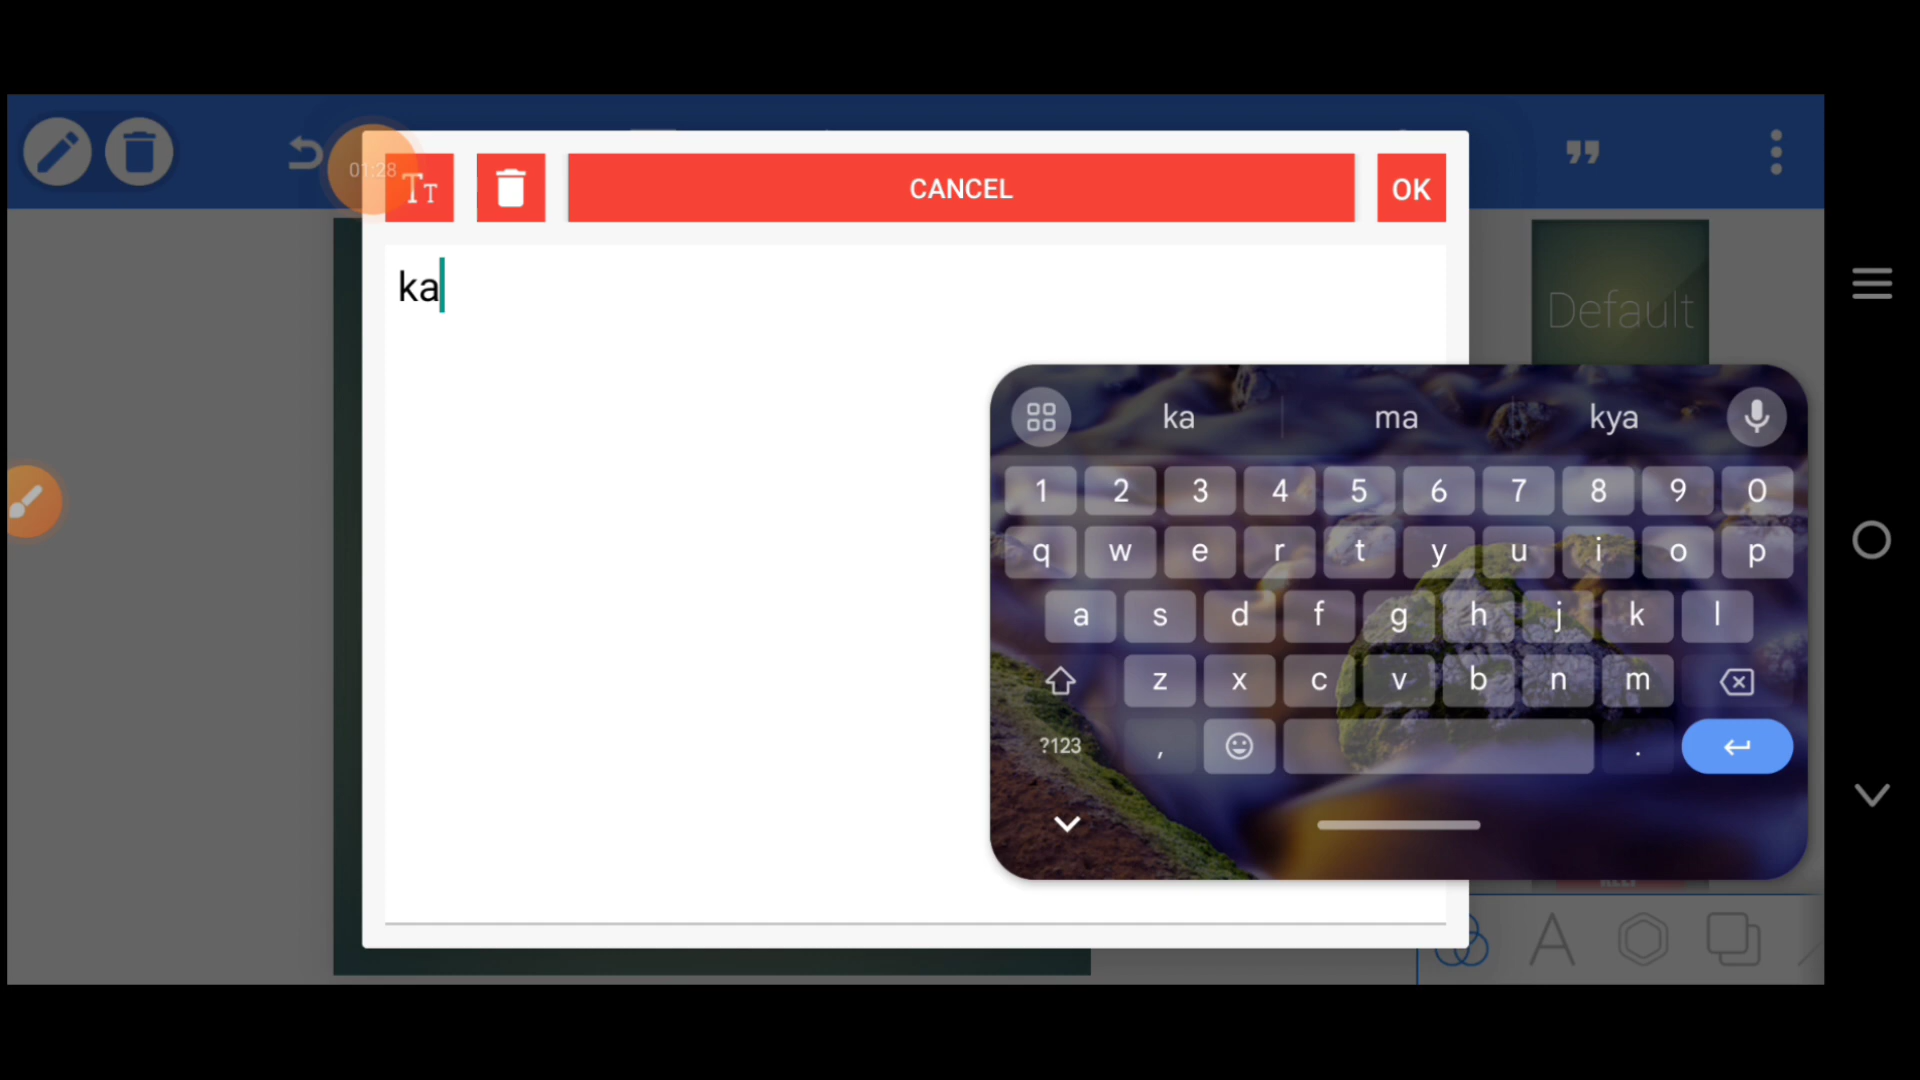 01:28
TT
CANCEL
OK
ka
Default
ka ma kya
1 2 3 4 5 6 7 8 9 0
q w e r t y u i o p
a s d f g h j k l
z x c v b n m
?123 , .
A